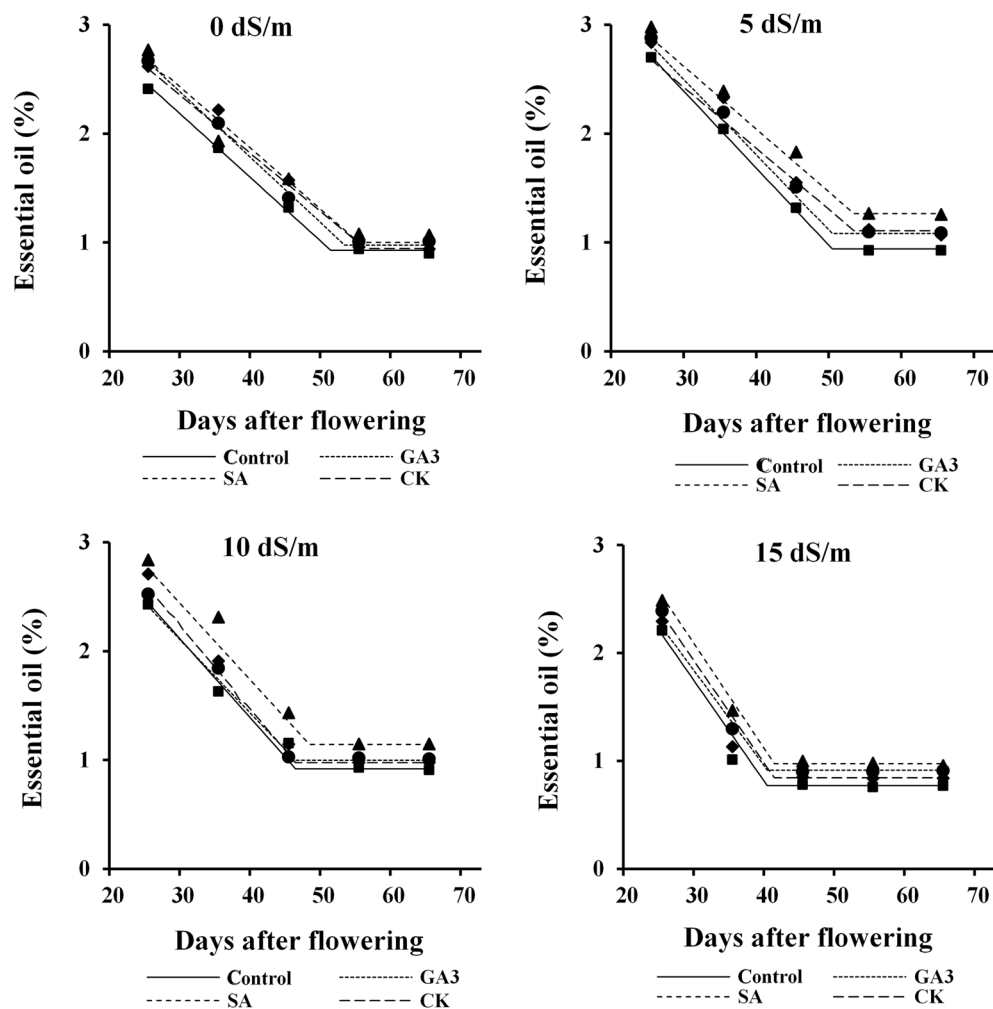 0 dS/m
Essential oil (%)
3
2
1
0
20 30 40 50 60 70
Days after flowering
Control GA3
SA CK
5 dS/m
Essential oil (%)
3
2
1
0
20 30 40 50 60 70
Days after flowering
Control GA3
SA CK
10 dS/m
Essential oil (%)
3
2
1
0
20 30 40 50 60 70
Days after flowering
Control GA3
SA CK
15 dS/m
Essential oil (%)
3
2
1
0
20 30 40 50 60 70
Days after flowering
Control GA3
SA CK